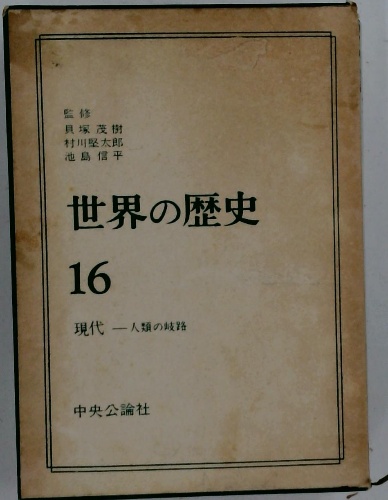 監修
貝塚茂樹
村川堅太郎
池島信平
世界の歴史
16
現代 ―人類の岐路
中央公論社